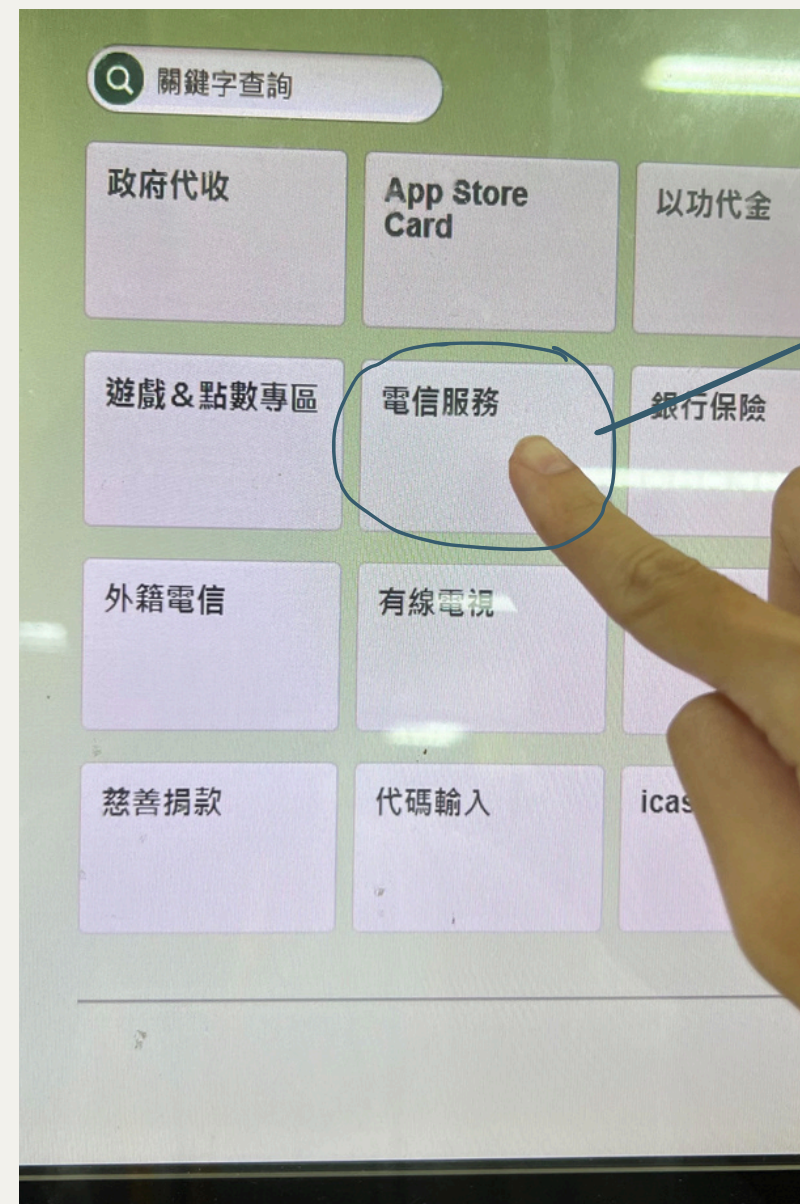 關鍵字查詢
政府代收
App Store
Card
以功代金
遊戲&點數專區
電信服務
銀行保險
外籍電信
有線電視
慈善捐款
代碼輸入
icas